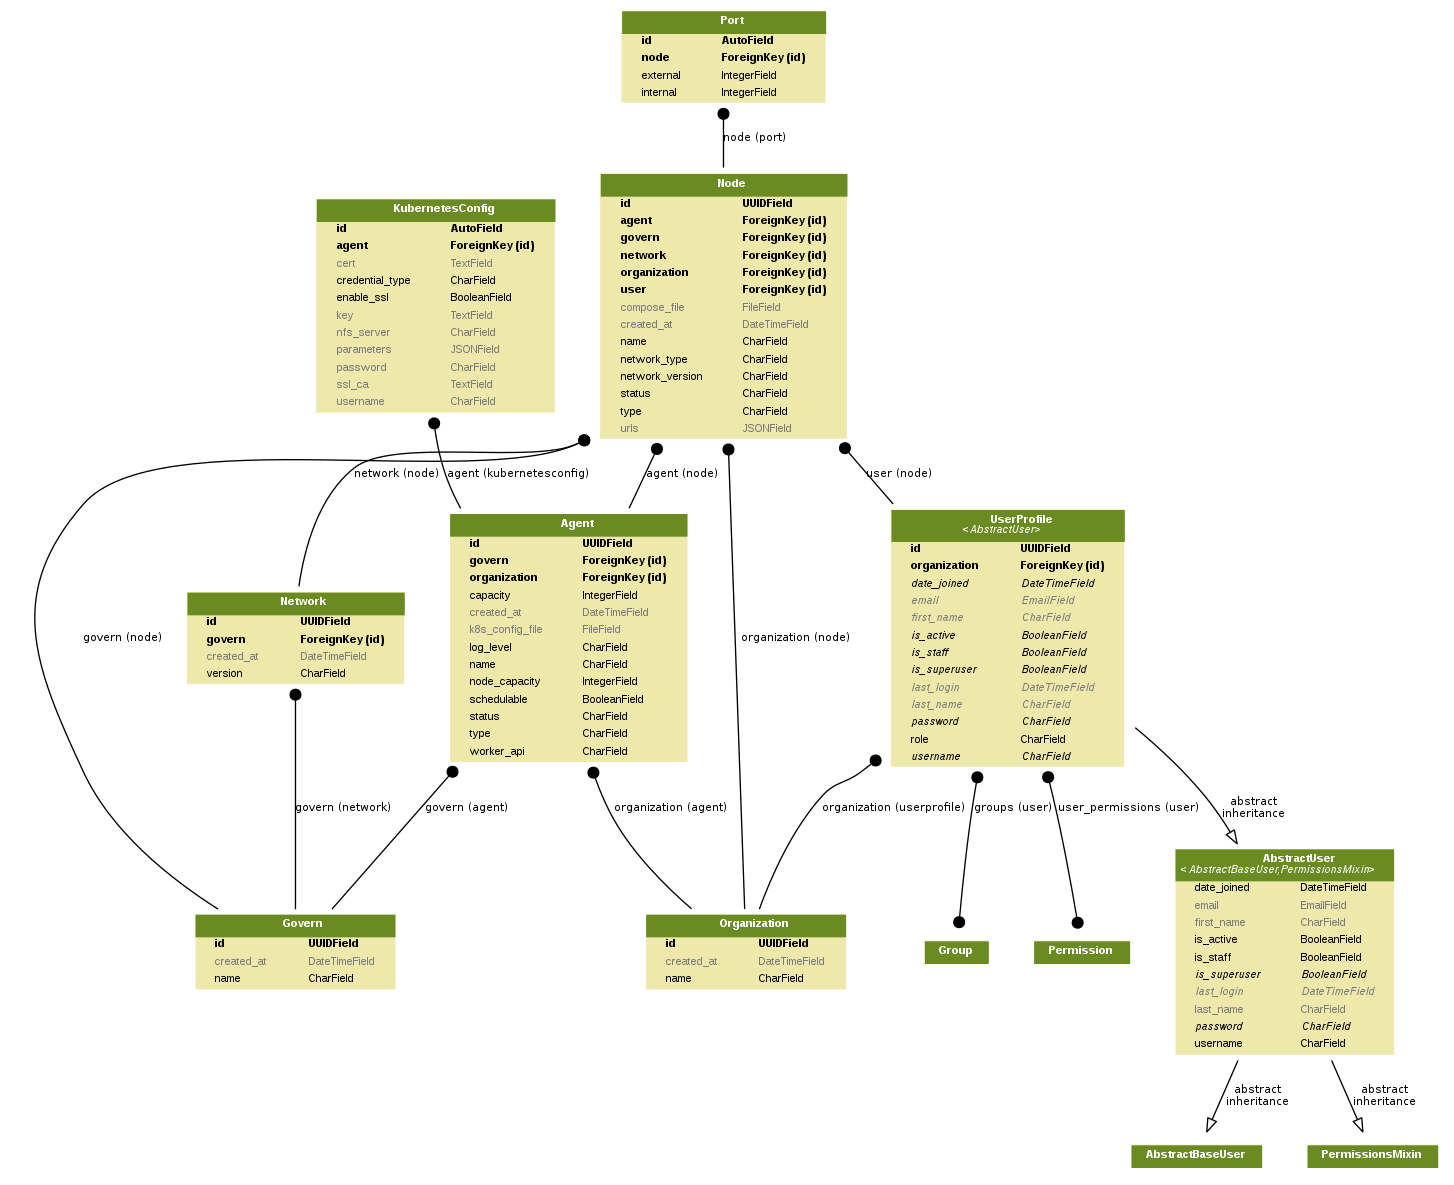 Port
id AutoField
node ForeignKey (id)
external IntegerField
internal IntegerField
node (port)
Node
id UUIDField
agent ForeignKey (id)
govern ForeignKey (id)
network ForeignKey (id)
organization ForeignKey (id)
user ForeignKey (id)
compose_file FileField
created_at DateTimeField
name CharField
network_type CharField
network_version CharField
status CharField
type CharField
urls JSONField
KubernetesConfig
id AutoField
agent ForeignKey (id)
cert TextField
credential_type CharField
enable_ssl BooleanField
key TextField
nfs_server CharField
parameters JSONField
password CharField
ssl_ca TextField
username CharField
network (node)
agent (kubernetesconfig)
agent (node)
user (node)
Agent
id UUIDField
govern ForeignKey (id)
organization ForeignKey (id)
capacity IntegerField
created_at DateTimeField
k8s_config_file FileField
log_level CharField
name CharField
node_capacity IntegerField
schedulable BooleanField
status CharField
type CharField
worker_api CharField
UserProfile
< AbstractUser>
id UUIDField
organization ForeignKey (id)
date_joined DateTimeField
email EmailField
first_name CharField
is_active BooleanField
is_staff BooleanField
is_superuser BooleanField
last_login DateTimeField
last_name CharField
password CharField
role CharField
username CharField
Network
id UUIDField
govern ForeignKey (id)
created_at DateTimeField
version CharField
govern (node)
organization (node)
govern (network)
govern (agent)
organization (agent)
organization (userprofile)
groups (user)
user_permissions (user)
abstract
inheritance
Govern
id UUIDField
created_at DateTimeField
name CharField
Organization
id UUIDField
created_at DateTimeField
name CharField
Group
Permission
AbstractUser
< AbstractBaseUser,PermissionsMixin>
date_joined DateTimeField
email EmailField
first_name CharField
is_active BooleanField
is_staff BooleanField
is_superuser BooleanField
last_login DateTimeField
last_name CharField
password CharField
username CharField
abstract
inheritance
abstract
inheritance
AbstractBaseUser
PermissionsMixin